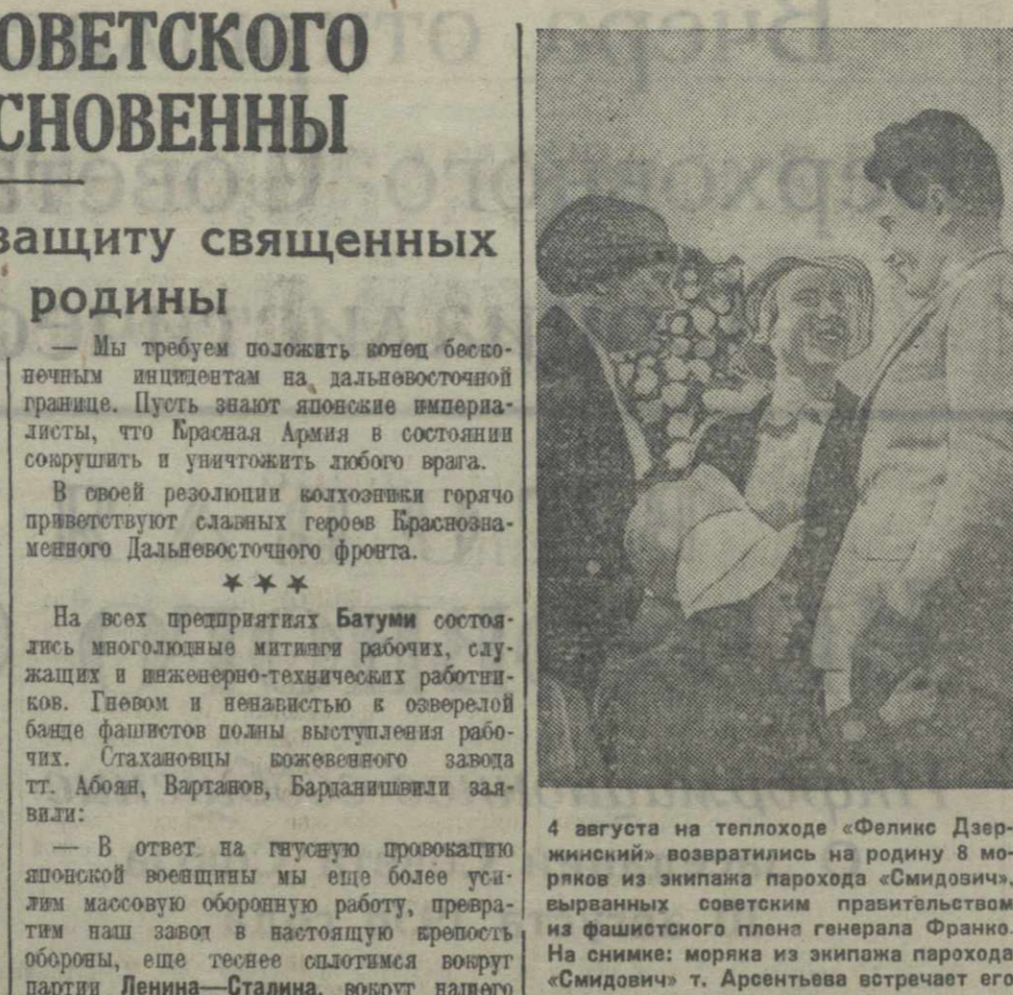 ОВЕТСКОГО
СНОВЕННЫ
защиту священных
родины
— Мы требуем положить конец беско-
нечным инцидентам на дальневосточной
границе. Пусть знают японские империа-
листы, что Красная Армия в состоянии
сокрушить и уничтожить любого врага.
В своей резолюции колхозники горячо
приветствуют славных героев Краснозна-
менного Дальневосточного фронта.
★ ★ ★
На всех предприятиях Батуми состоя-
лись многолюдные митинги рабочих, слу-
жащих и инженерно-технических работни-
ков. Гневом и ненавистью к озверелой
банде фашистов полны выступления рабо-
чих. Стахановцы кожевенного завода
тт. Абоян, Вартанов, Барданишвили зая-
вили:
— В ответ на гнусную провокацию
японской военщины мы еще более уси-
лим массовую оборонную работу, превра-
тим наш завод в настоящую крепость
обороны, еще теснее сплотимся вокруг
партии Ленина—Сталина, вокруг нашего
4 августа на теплоходе «Феликс Дзер-
жинский» возвратились на родину 8 мо-
ряков из экипажа парохода «Смидович»,
вырванных советским правительством
из фашистского плена генерала Франко.
На снимке: моряка из экипажа парохода
«Смидович» т. Арсентьева встречает его